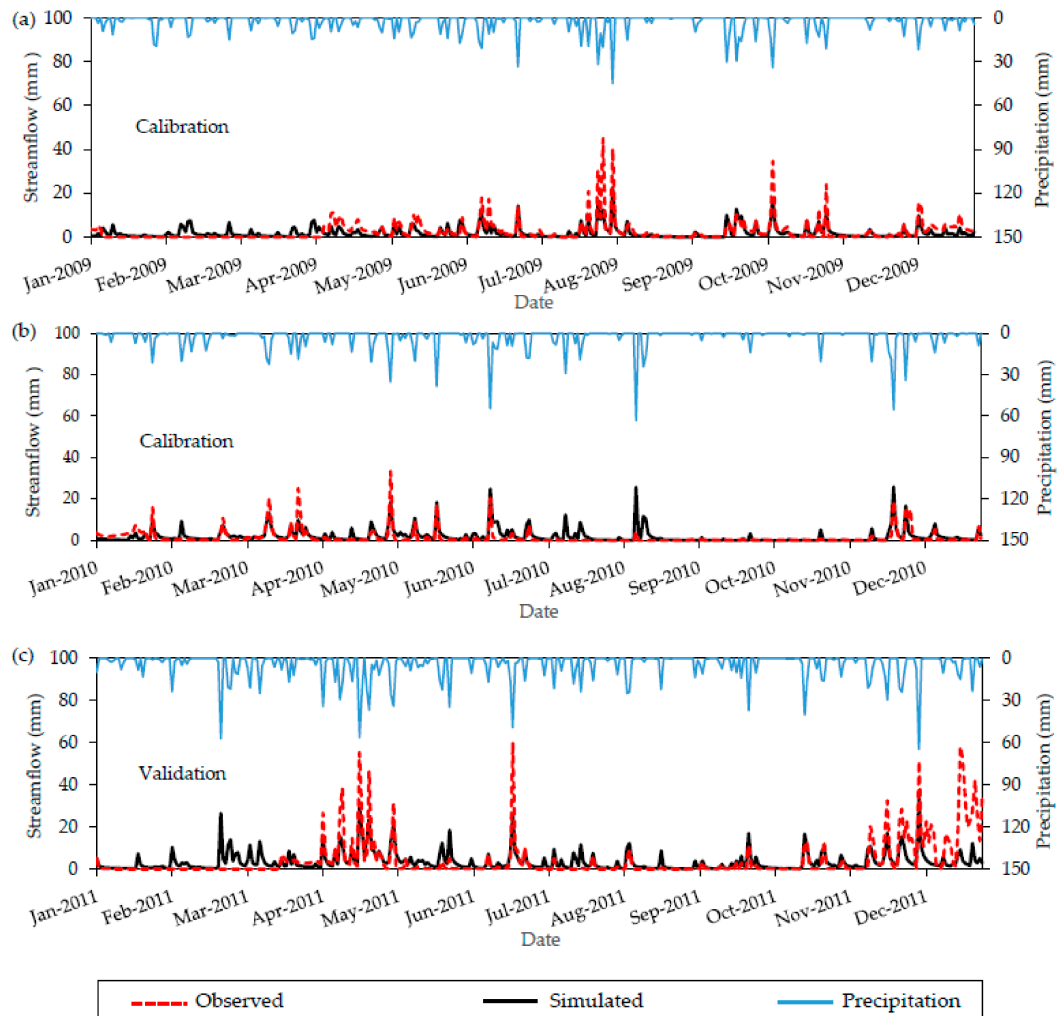 (a)
100
80
60
40
20
0
Streamflow (mm)
0
30
60
90
120
150
Precipitation (mm)
Calibration
Jan-2009
Feb-2009
Mar-2009
Apr-2009
May-2009
Jun-2009
Jul-2009
Aug-2009
Sep-2009
Oct-2009
Nov-2009
Dec-2009
Date
(b)
100
80
60
40
20
0
Streamflow (mm )
0
30
60
90
120
150
Precipitation (mm)
Calibration
Jan-2010
Feb-2010
Mar-2010
Apr-2010
May-2010
Jun-2010
Jul-2010
Aug-2010
Sep-2010
Oct-2010
Nov-2010
Dec-2010
Date
(c)
100
80
60
40
20
0
Streamflow (mm)
0
30
60
90
120
150
Precipitation (mm)
Validation
Jan-2011
Feb-2011
Mar-2011
Apr-2011
May-2011
Jun-2011
Jul-2011
Aug-2011
Sep-2011
Oct-2011
Nov-2011
Dec-2011
Date
Observed
Simulated
Precipitation